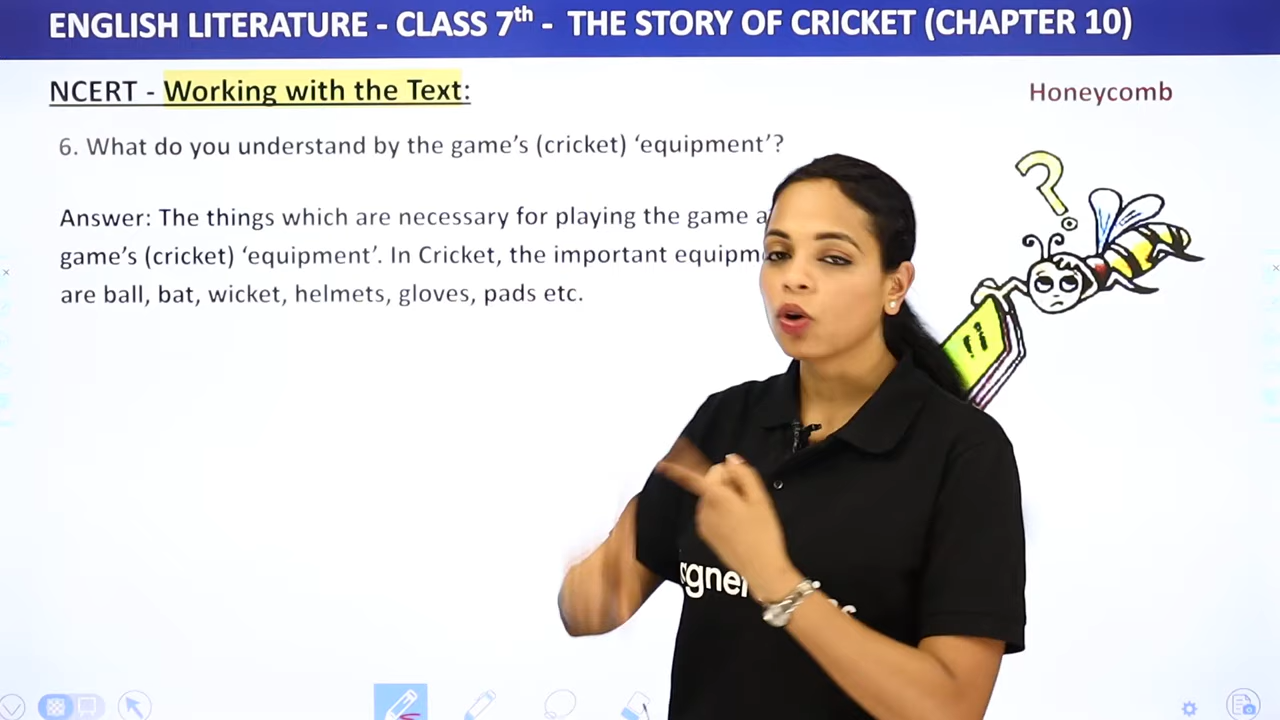 ENGLISH LITERATURE - CLASS 7th - THE STORY OF CRICKET (CHAPTER 10)
NCERT - Working with the Text:
Honeycomb
6. What do you understand by the game's (cricket) ‘equipment’?
Answer: The things which are necessary for playing the game
game's (cricket) ‘equipment’. In Cricket, the important
are ball, bat, wicket, helmets, gloves, pads etc.